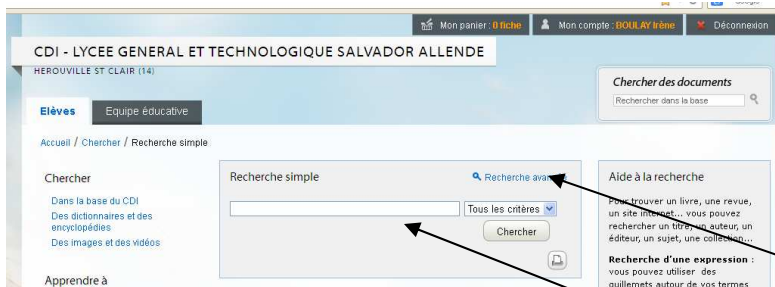 Mon panier : 0 fiche Mon compte : BOULAY Irène Déconnexion
CDI - LYCEE GENERAL ET TECHNOLOGIQUE SALVADOR ALLENDE
HEROUVILLE ST CLAIR (14)
Chercher des documents
Rechercher dans la base
Elèves Equipe éducative
Accueil / Chercher / Recherche simple
Chercher
Dans la base du CDI
Des dictionnaires et des
encyclopédies
Des images et des vidéos
Apprendre à
Recherche simple
Recherche
Tous les critères
Chercher
Aide à la recherche
Pour trouver un livre, une revue,
un site internet... vous pouvez
rechercher un titre, un auteur, un
éditeur, un sujet, une collection...
Recherche d'une expression :
vous pouvez utiliser des
guillemets autour de vos termes